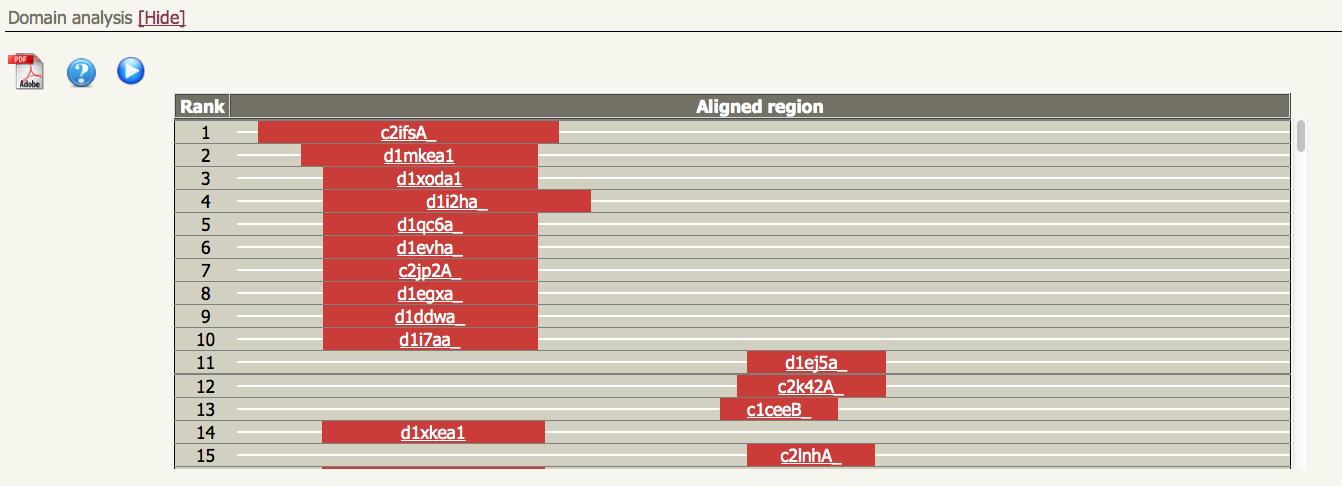 Domain analysis [Hide]
PDF
Adobe
?
Rank Aligned region
1 c2ifsA_
2 d1mkea1
3 d1xoda1
4 d1i2ha_
5 d1qc6a_
6 d1evha_
7 c2jp2A_
8 d1egxa_
9 d1ddwa_
10 d1i7aa_
11 d1ej5a_
12 c2k42A_
13 c1ceeB_
14 d1xkea1
15 c2lnhA_